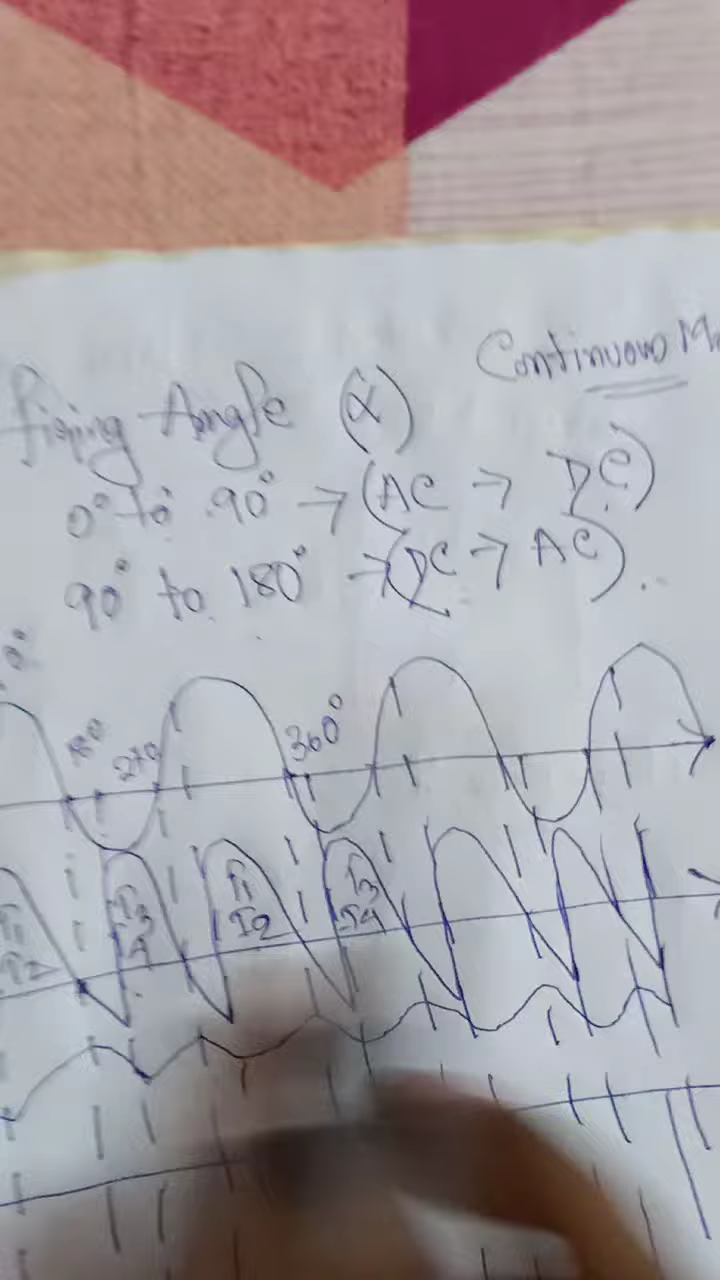 Continuous
firing Angle (α)
0° to 90° → (AC → DC)
90° to 180° → (DC → AC)
0°
180 270 360°
T1 T2 T3 T4 T1 T2 T3 T4